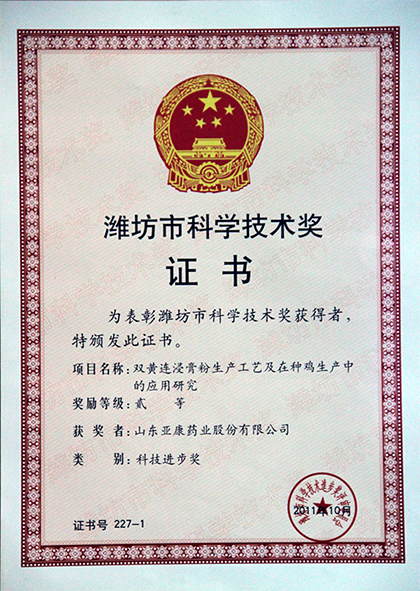 潍坊市科学技术奖
证书
为表彰潍坊市科学技术奖获得者，
特颁发此证书。
项目名称：双黄连浸膏粉生产工艺及在种鸡生产中
的应用研究
奖励等级：贰 等
获 奖 者：山东亚康药业股份有限公司
类 别：科技进步奖
2011年10月
证书号 227-1